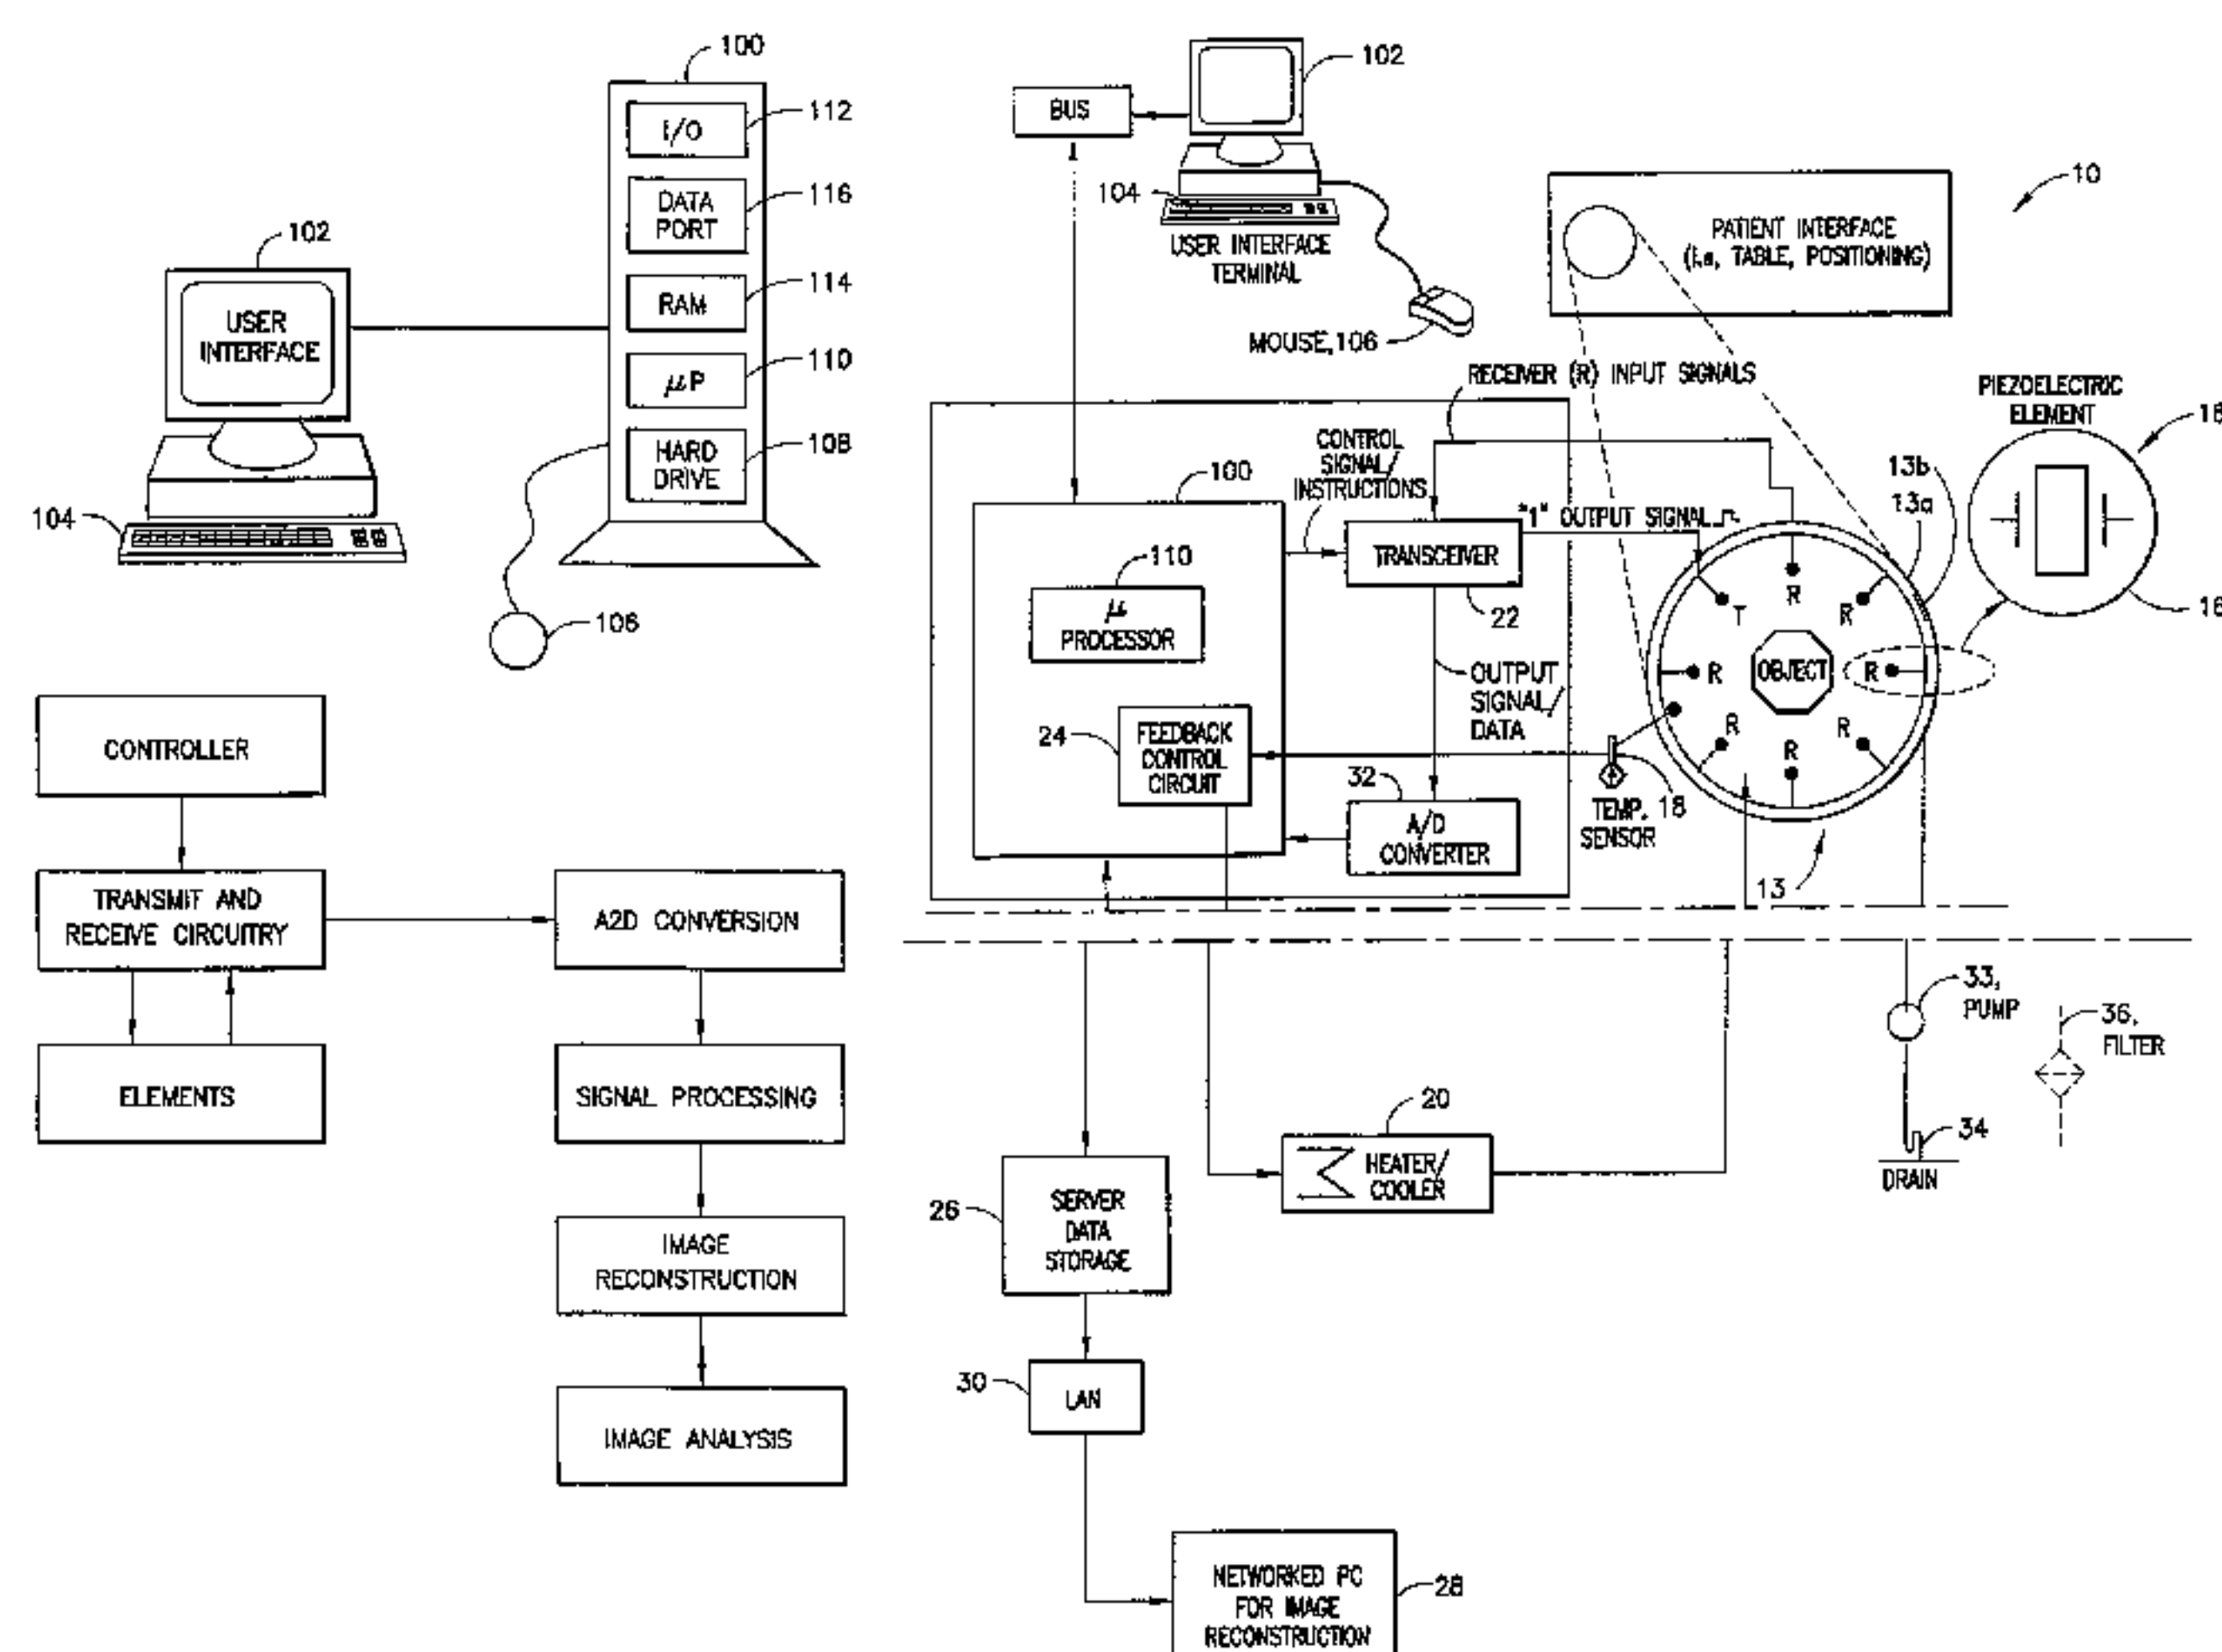 100
I/O
112
DATA
PORT
116
RAM
114
μP
110
HARD
DRIVE
108
102
USER
INTERFACE
104
106
CONTROLLER
TRANSMIT AND
RECEIVE CIRCUITRY
ELEMENTS
A2D CONVERSION
SIGNAL PROCESSING
IMAGE
RECONSTRUCTION
IMAGE ANALYSIS
BUS
102
104
USER INTERFACE
TERMINAL
MOUSE,106
10
PATIENT INTERFACE
(i.e, TABLE, POSITIONING)
RECEIVER (R) INPUT SIGNALS
PIEZOELECTRIC
ELEMENT
16
16
13b
13a
CONTROL
SIGNAL/
INSTRUCTIONS
100
"1" OUTPUT SIGNAL
TRANSCEIVER
22
110
μ
PROCESSOR
T
R
R
R
OBJECT
R
R
R
R
OUTPUT
SIGNAL/
DATA
24
FEEDBACK
CONTROL
CIRCUIT
32
A/D
CONVERTER
TEMP.
SENSOR
18
13
33,
PUMP
36,
FILTER
34
DRAIN
20
HEATER/
COOLER
26
SERVER
DATA
STORAGE
30
LAN
NETWORKED PC
FOR IMAGE
RECONSTRUCTION
28